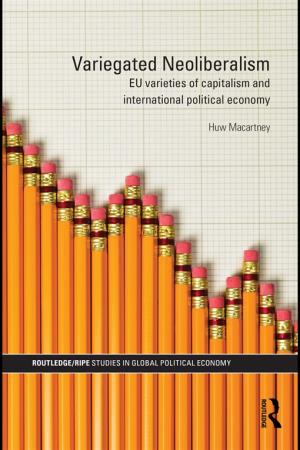 Variegated Neoliberalism
EU varieties of capitalism and
international political economy
Huw Macartney
ROUTLEDGE/RIPE STUDIES IN GLOBAL POLITICAL ECONOMY
ROUTLEDGE